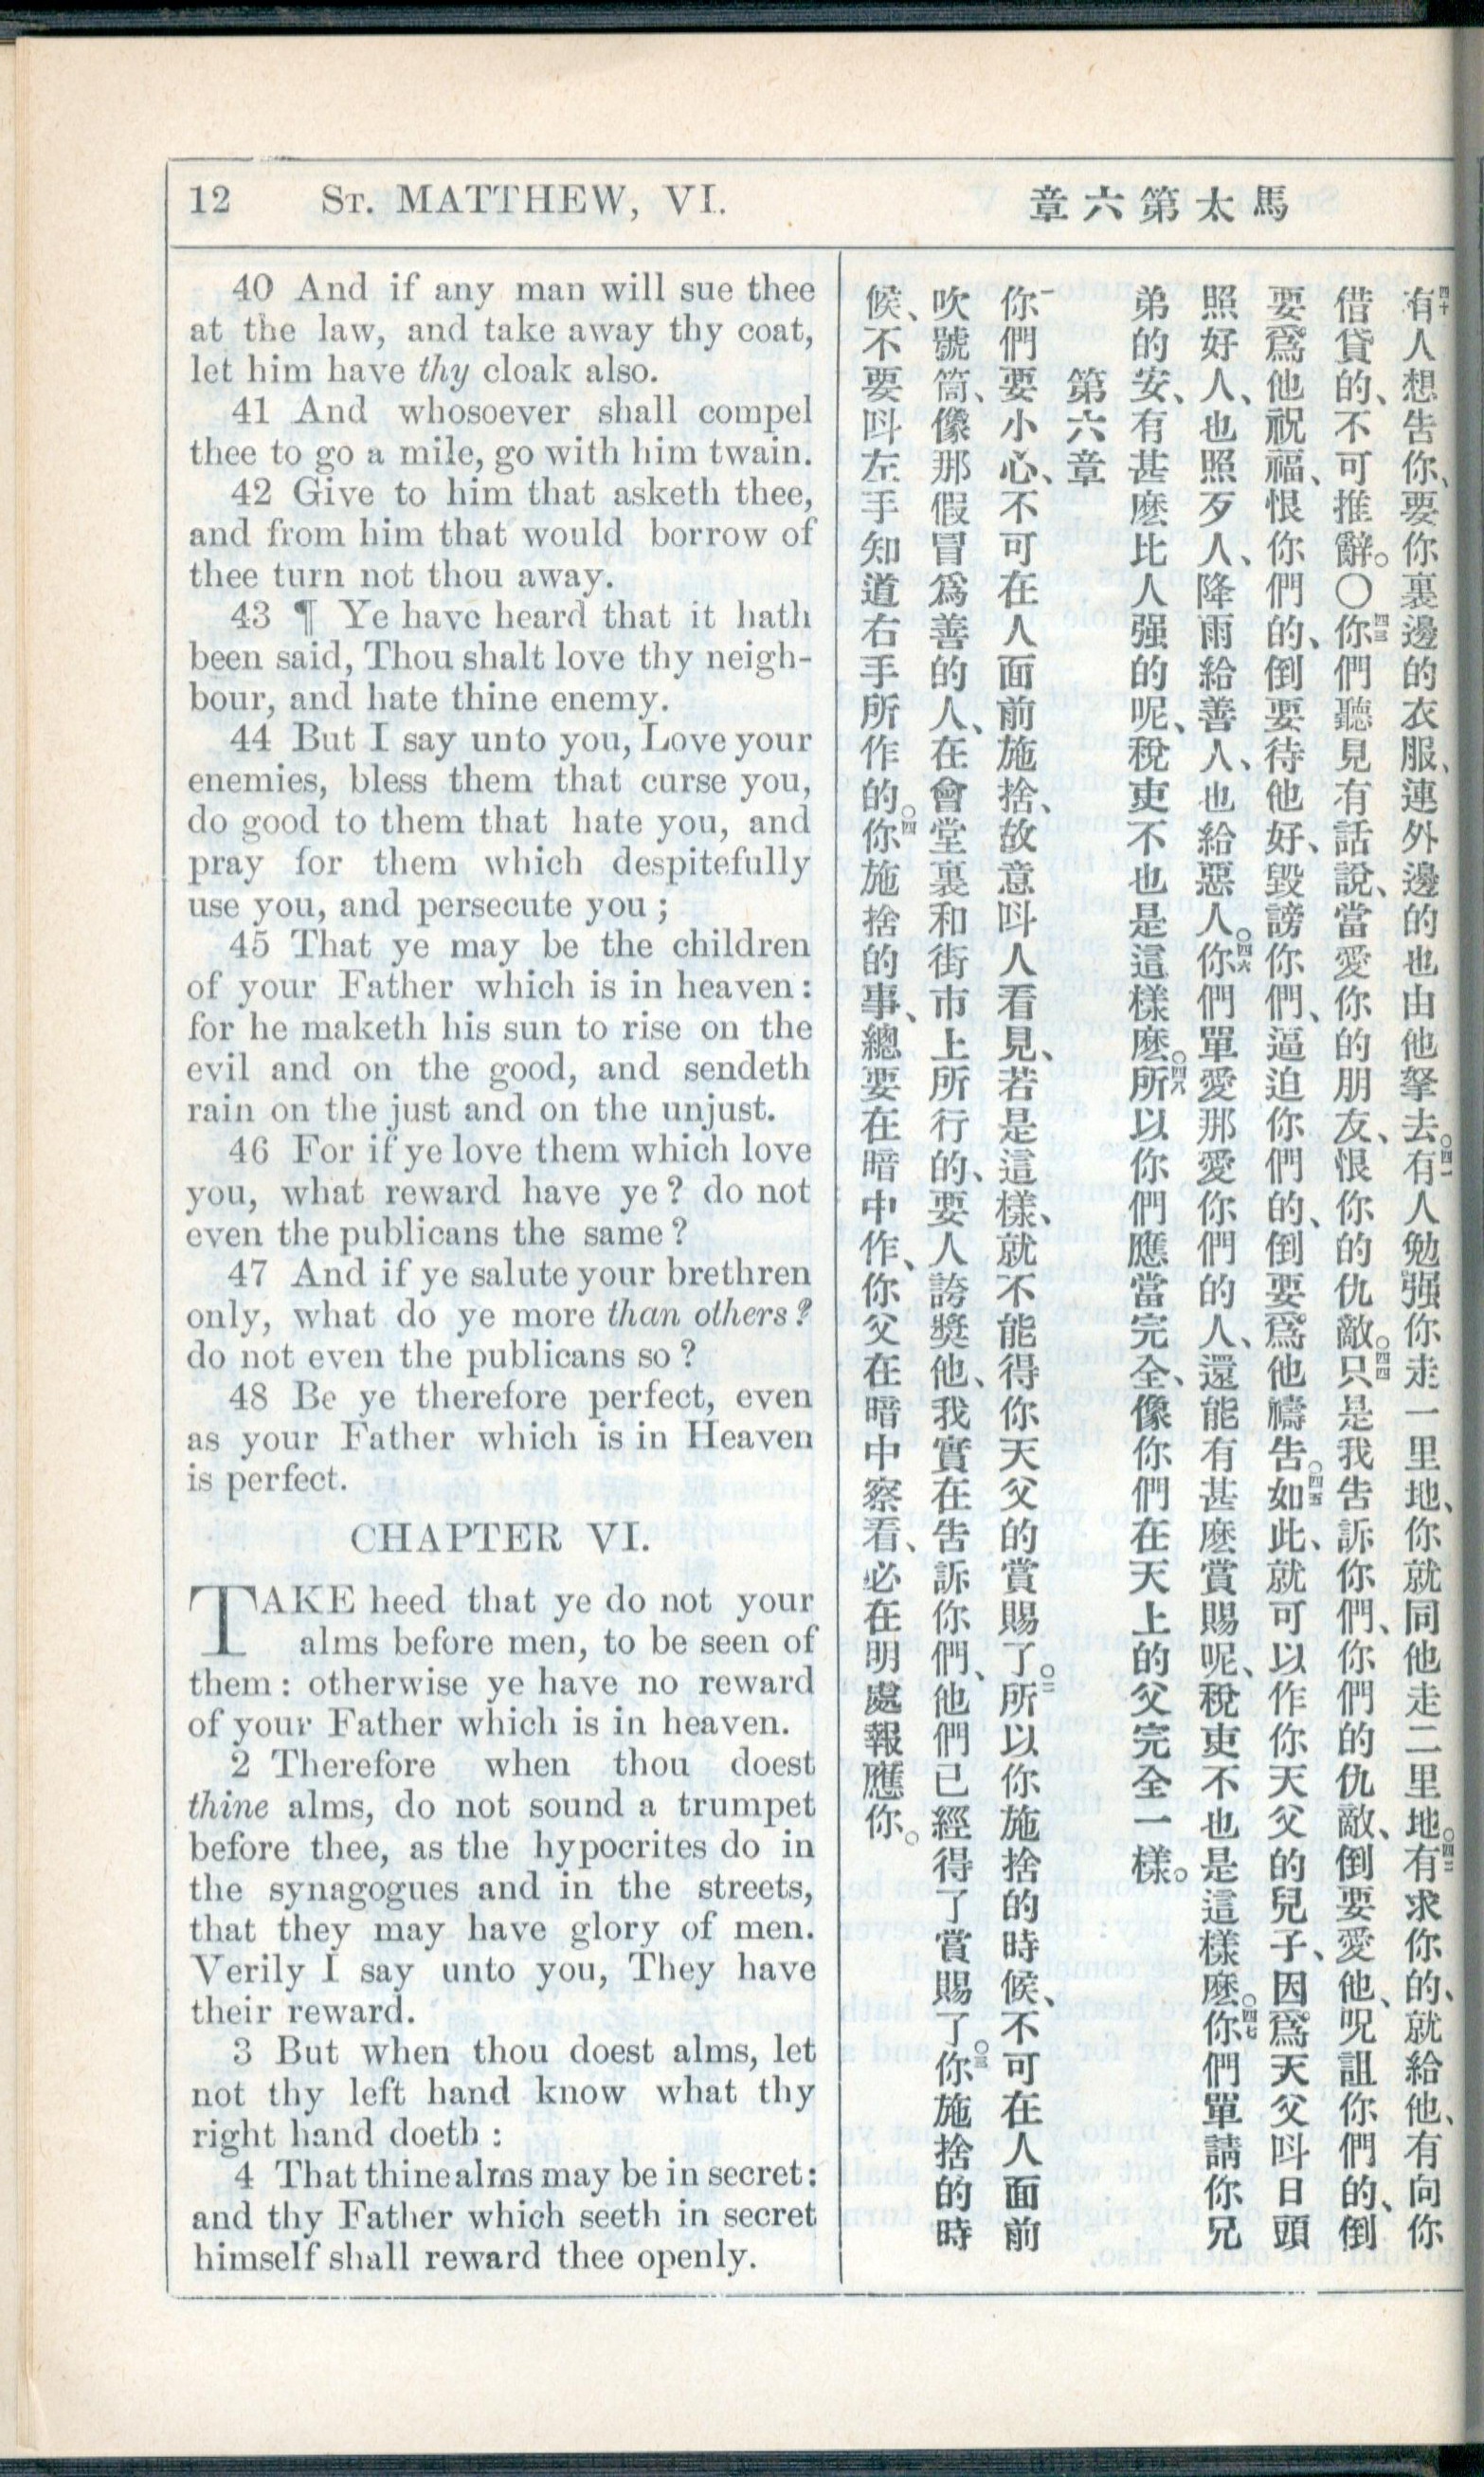 12 ST. MATTHEW, VI. 馬太第六章
40 And if any man will sue thee
at the law, and take away thy coat,
let him have thy cloak also.
41 And whosoever shall compel
thee to go a mile, go with him twain.
42 Give to him that asketh thee,
and from him that would borrow of
thee turn not thou away.
43 ¶ Ye have heard that it hath
been said, Thou shalt love thy neigh-
bour, and hate thine enemy.
44 But I say unto you, Love your
enemies, bless them that curse you,
do good to them that hate you, and
pray for them which despitefully
use you, and persecute you ;
45 That ye may be the children
of your Father which is in heaven:
for he maketh his sun to rise on the
evil and on the good, and sendeth
rain on the just and on the unjust.
46 For if ye love them which love
you, what reward have ye? do not
even the publicans the same?
47 And if ye salute your brethren
only, what do ye more than others?
do not even the publicans so?
48 Be ye therefore perfect, even
as your Father which is in Heaven
is perfect.
CHAPTER VI.
TAKE heed that ye do not your
alms before men, to be seen of
them: otherwise ye have no reward
of your Father which is in heaven.
2 Therefore when thou doest
thine alms, do not sound a trumpet
before thee, as the hypocrites do in
the synagogues and in the streets,
that they may have glory of men.
Verily I say unto you, They have
their reward.
3 But when thou doest alms, let
not thy left hand know what thy
right hand doeth:
4 That thine alms may be in secret:
and thy Father which seeth in secret
himself shall reward thee openly.
四十有人想告你、要你裏邊的衣服、連外邊的也由他拏去。四一有人勉强你走一里地、你就同他走二里地。四二有求你的、就給他、有向你
借貸的、不可推辭。〇四三你們聽見有話說、當愛你的朋友、恨你的仇敵。四四只是我告訴你們、你們的仇敵、倒要愛他、呪詛你們的、倒
要爲他祝福、恨你們的、倒要待他好、毀謗你們、逼迫你們的、倒要爲他禱告。四五如此、就可以作你天父的兒子、因爲天父叫日頭
照好人、也照歹人、降雨給善人、也給惡人。四六你們單愛那愛你們的人、還能有甚麽賞賜呢、稅吏不也是這樣麽。四七你們單請你兄
弟的安、有甚麽比人强的呢、稅吏不也是這樣麽。四八所以你們應當完全、像你們在天上的父完全一樣。
第六章
一你們要小心、不可在人面前施捨、故意叫人看見、若是這樣、就不能得你天父的賞賜了。二所以你施捨的時候、不可在人面前
吹號筒、像那假冒爲善的人、在會堂裏和街市上所行的、要人誇獎他、我實在告訴你們、他們已經得了賞賜了。三你施捨的時
候、不要叫左手知道右手所作的。四你施捨的事、總要在暗中作、你父在暗中察看、必在明處報應你。